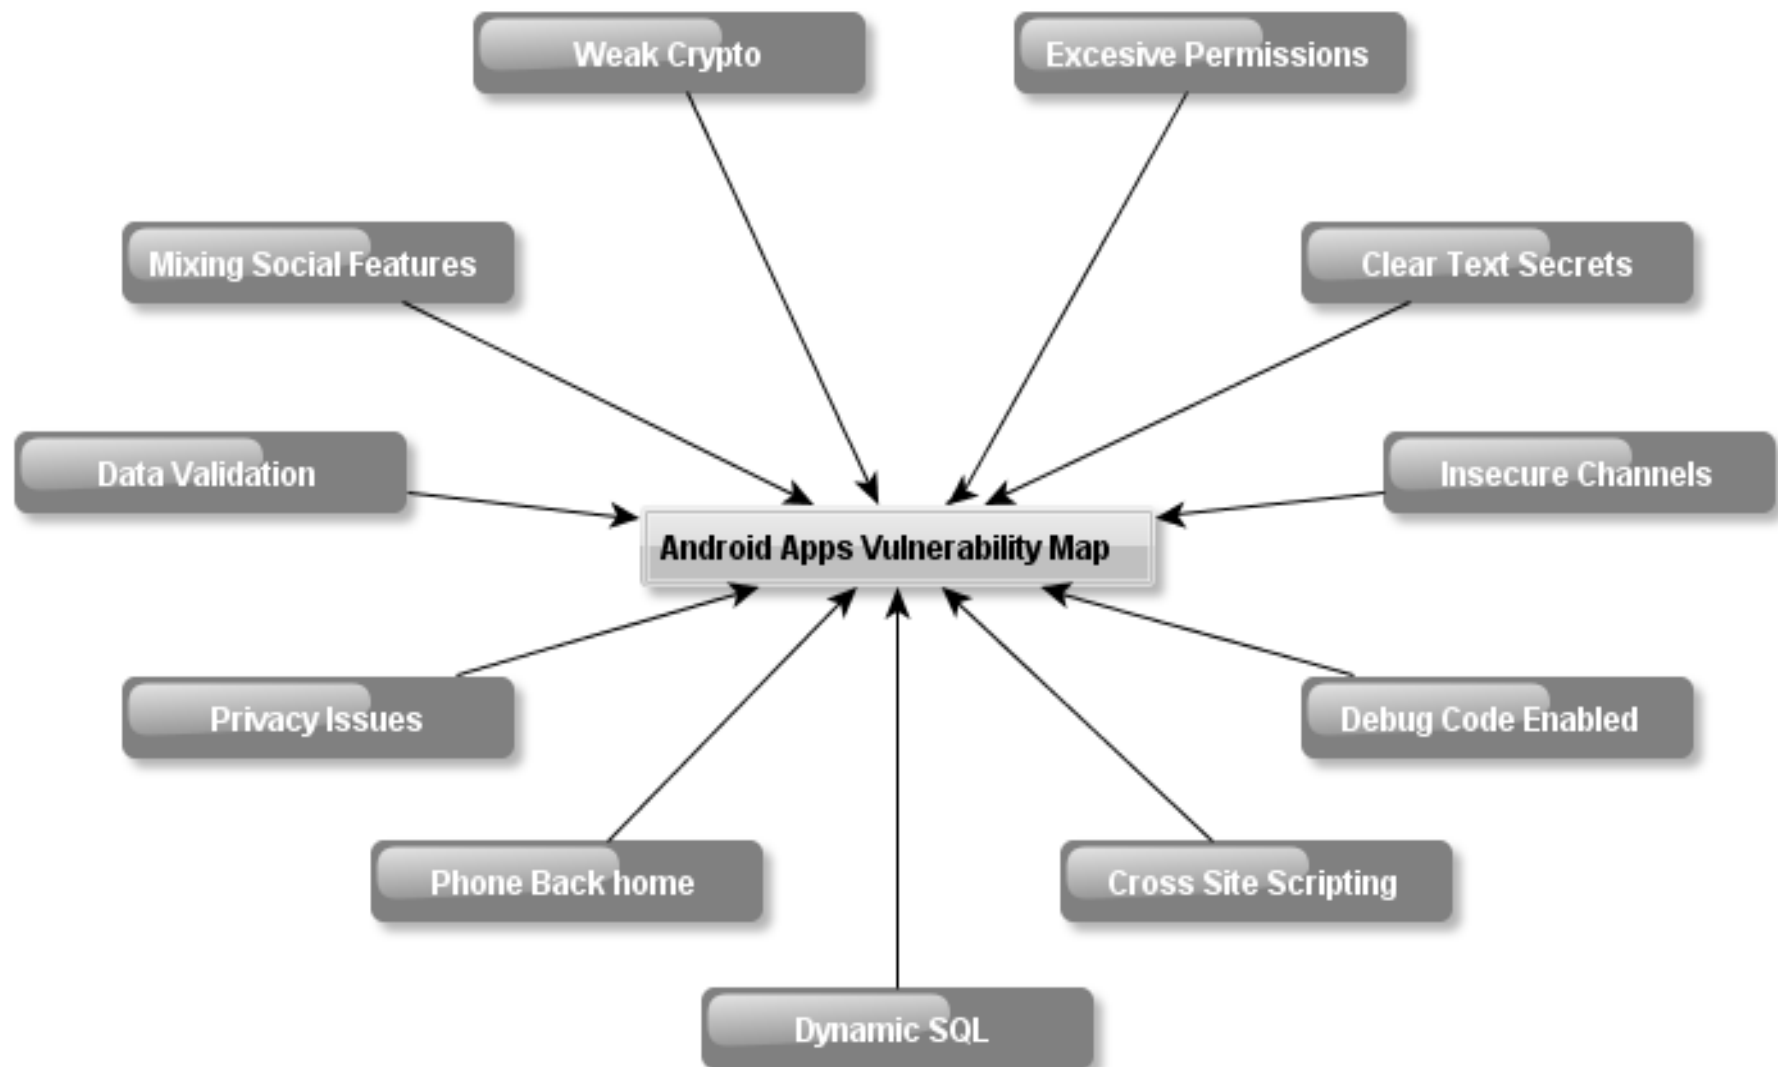 Weak Crypto
Excesive Permissions
Mixing Social Features
Clear Text Secrets
Data Validation
Insecure Channels
Android Apps Vulnerability Map
Privacy Issues
Debug Code Enabled
Phone Back home
Cross Site Scripting
Dynamic SQL